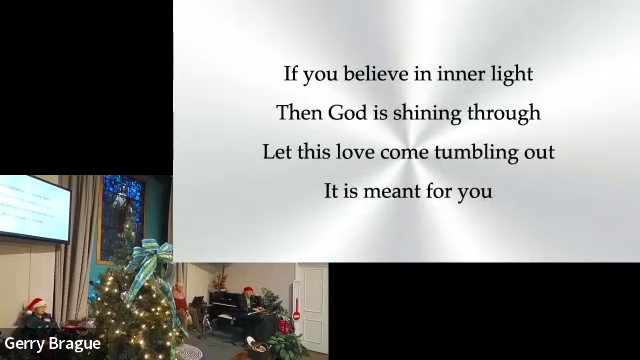 If you believe in inner light
Then God is shining through
Let this love come tumbling out
It is meant for you
Gerry Brague